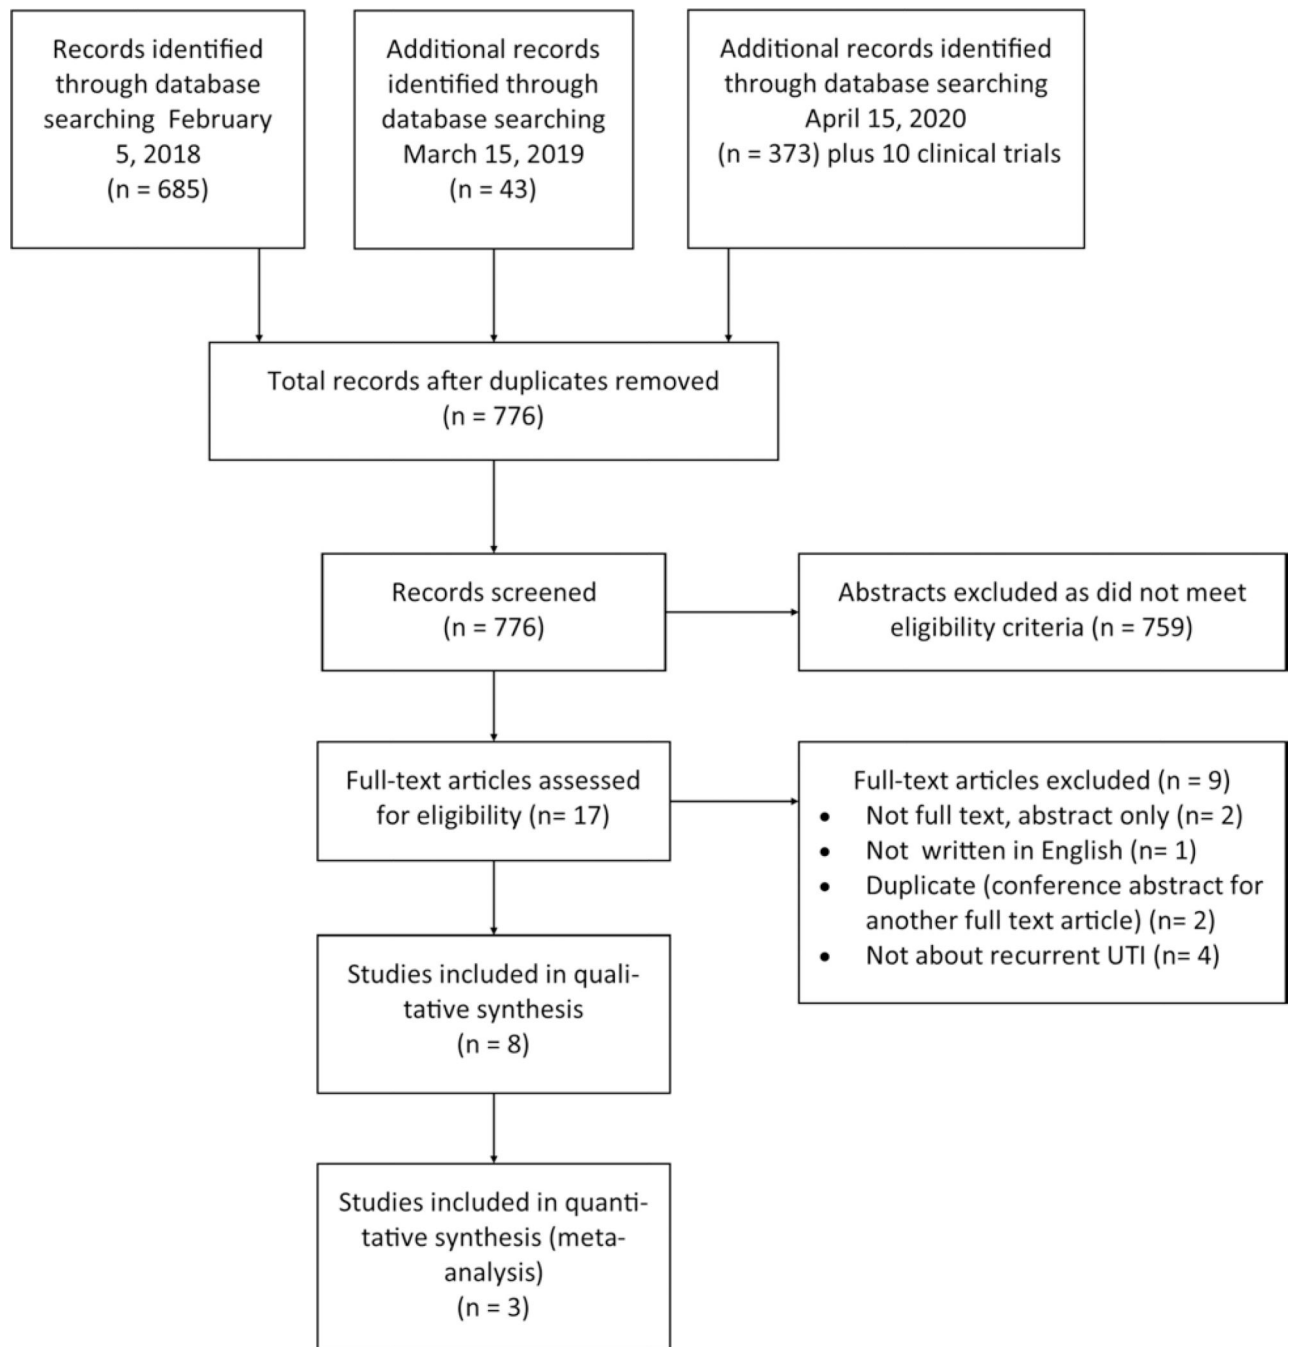 Records identified
through database
searching  February
5, 2018
(n = 685)
Additional records
identified through
database searching
March 15, 2019
(n = 43)
Additional records identified
through database searching
April 15, 2020
(n = 373) plus 10 clinical trials
Total records after duplicates removed
(n = 776)
Records screened
(n = 776)
Abstracts excluded as did not meet
eligibility criteria (n = 759)
Full-text articles assessed
for eligibility (n= 17)
Full-text articles excluded (n = 9)
• Not full text, abstract only (n= 2)
• Not  written in English (n= 1)
• Duplicate (conference abstract for
another full text article) (n= 2)
• Not about recurrent UTI (n= 4)
Studies included in quali-
tative synthesis
(n = 8)
Studies included in quanti-
tative synthesis (meta-
analysis)
(n = 3)